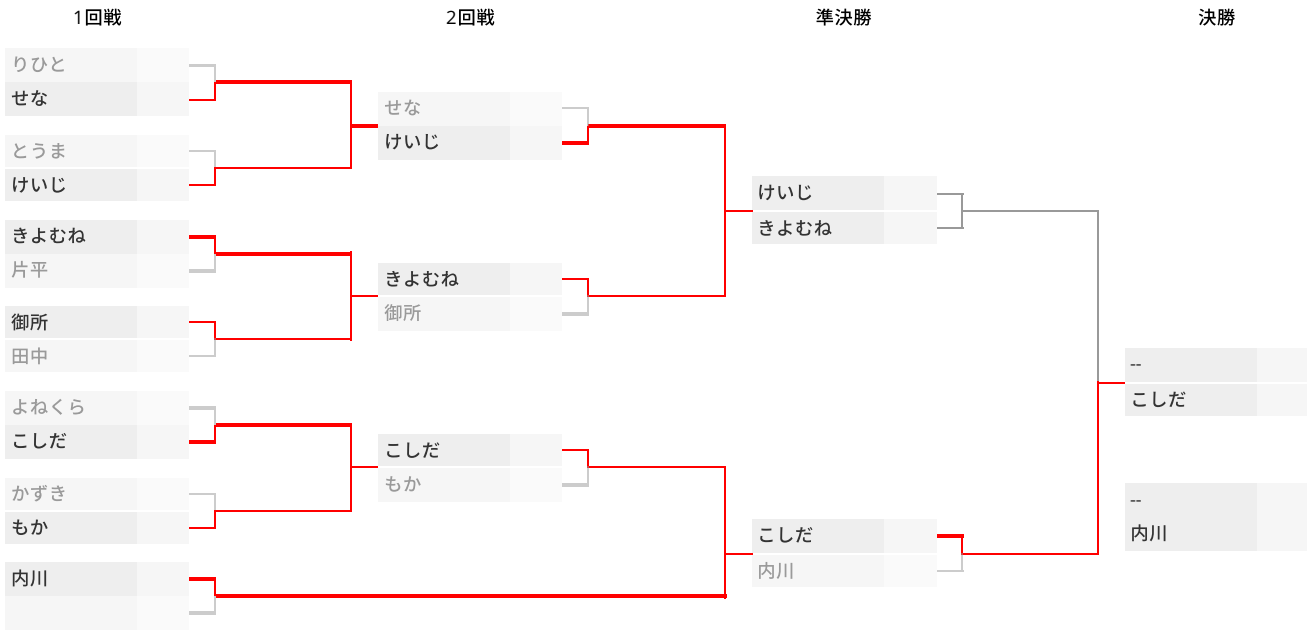 1回戦
2回戦
準決勝
決勝
りひと
せな
とうま
けいじ
きよむね
片平
御所
田中
よねくら
こしだ
かずき
もか
内川
せな
けいじ
きよむね
御所
こしだ
もか
けいじ
きよむね
こしだ
内川
--
こしだ
--
内川